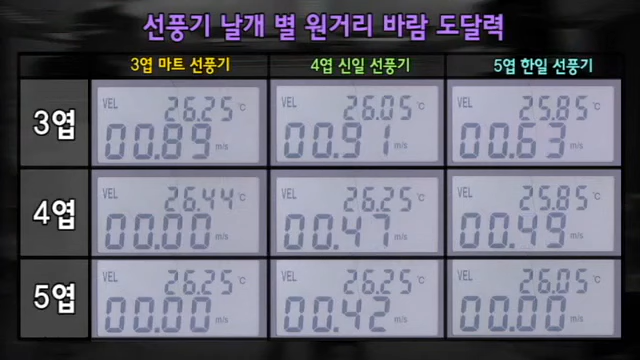 선풍기 날개 별 원거리 바람 도달력
3엽 마트 선풍기 4엽 신일 선풍기 5엽 한일 선풍기
3엽
VEL 26.25 °C
00.89 m/s
VEL 26.05 °C
00.91 m/s
VEL 25.85 °C
00.63 m/s
4엽
VEL 26.44 °C
00.00 m/s
VEL 26.25 °C
00.47 m/s
VEL 25.85 °C
00.49 m/s
5엽
VEL 26.25 °C
00.00 m/s
VEL 26.25 °C
00.42 m/s
VEL 26.05 °C
00.00 m/s